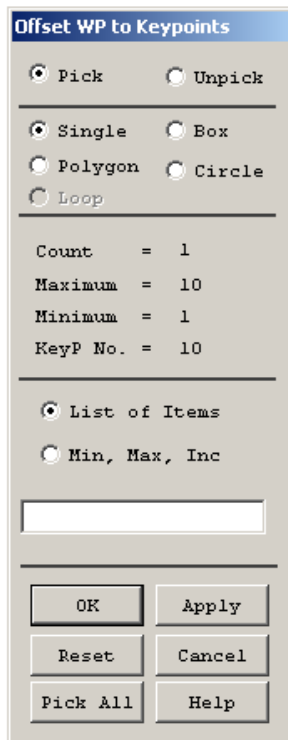 Offset WP to Keypoints
Pick Unpick
Single Box
Polygon Circle
Loop
Count = 1
Maximum = 10
Minimum = 1
KeyP No. = 10
List of Items
Min, Max, Inc
OK Apply
Reset Cancel
Pick All Help